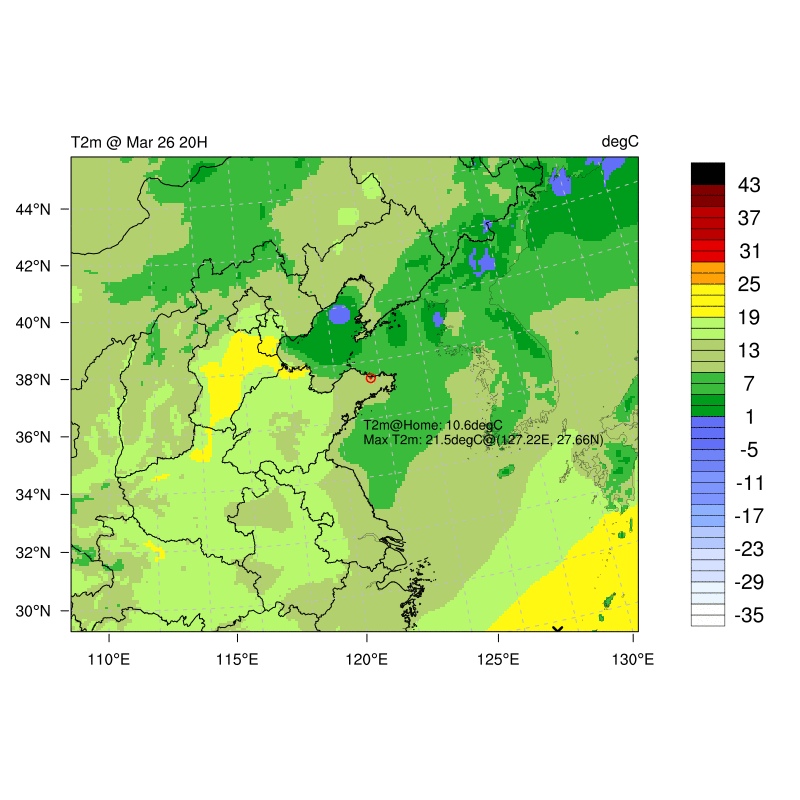 T2m @ Mar 26 20H
degC
44°N
42°N
40°N
38°N
36°N
34°N
32°N
30°N
110°E
115°E
120°E
125°E
130°E
T2m@Home: 10.6degC
Max T2m: 21.5degC@(127.22E, 27.66N)
43
37
31
25
19
13
7
1
-5
-11
-17
-23
-29
-35